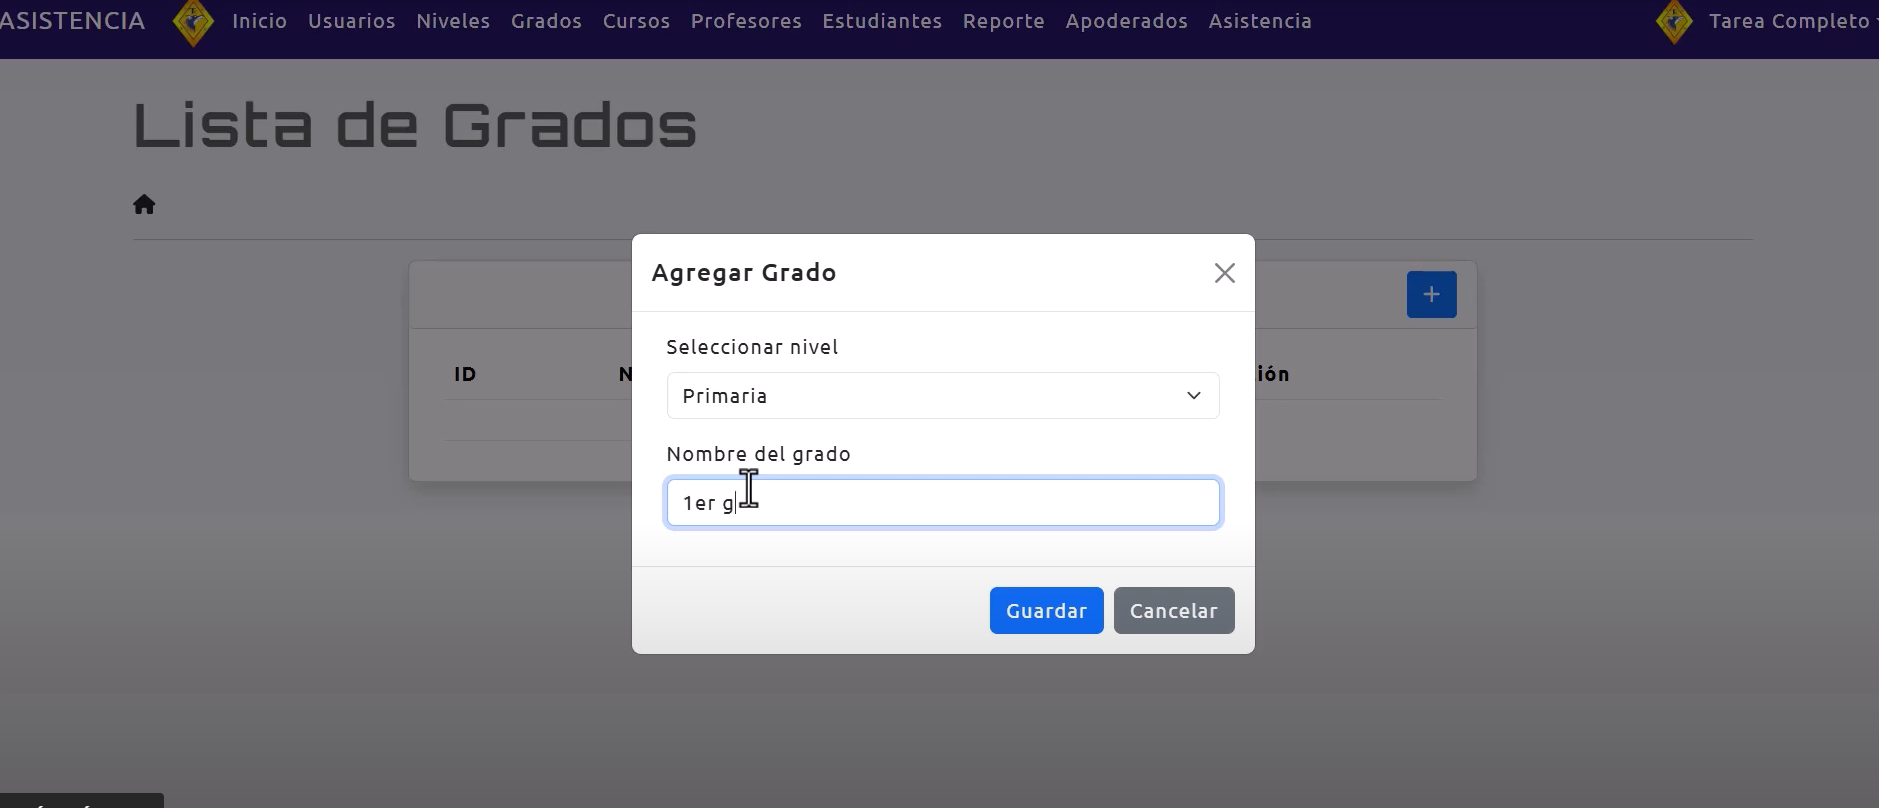 ASISTENCIA Inicio Usuarios Niveles Grados Cursos Profesores Estudiantes Reporte Apoderados Asistencia Tarea Completo
Lista de Grados
Agregar Grado
+
Seleccionar nivel
ID N ión
Primaria
Nombre del grado
1er g
Guardar Cancelar